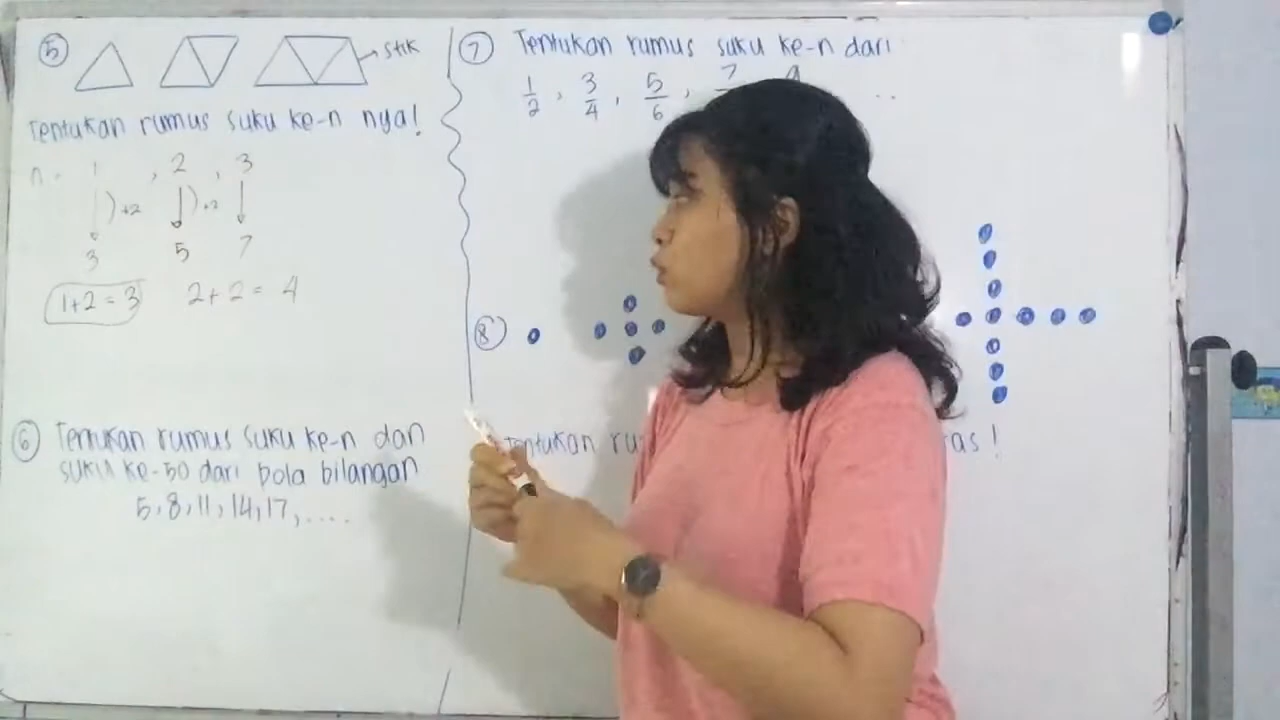 5
stik
Tentukan rumus suku ke-n nya!
n. 1 , 2 , 3
)+2 )+2
3 5 7
1+2 = 3 2+2 = 4
6 Tentukan rumus suku ke-n dan
suku ke-50 dari pola bilangan
5, 8, 11, 14, 17, ....
7 Tentukan rumus suku ke-n dari
1/2 , 3/4 , 5/6 , 7 9 ..
8
Tentukan